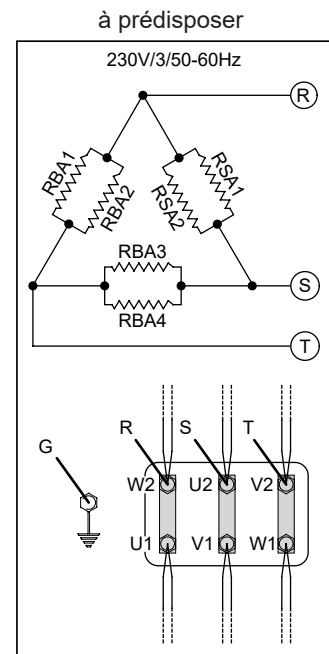 à prédisposer
230V/3/50-60Hz
R
RBA1
RBA2
RSA1
RSA2
RBA3
RBA4
S
T
G
R S T
W2 U2 V2
U1 V1 W1